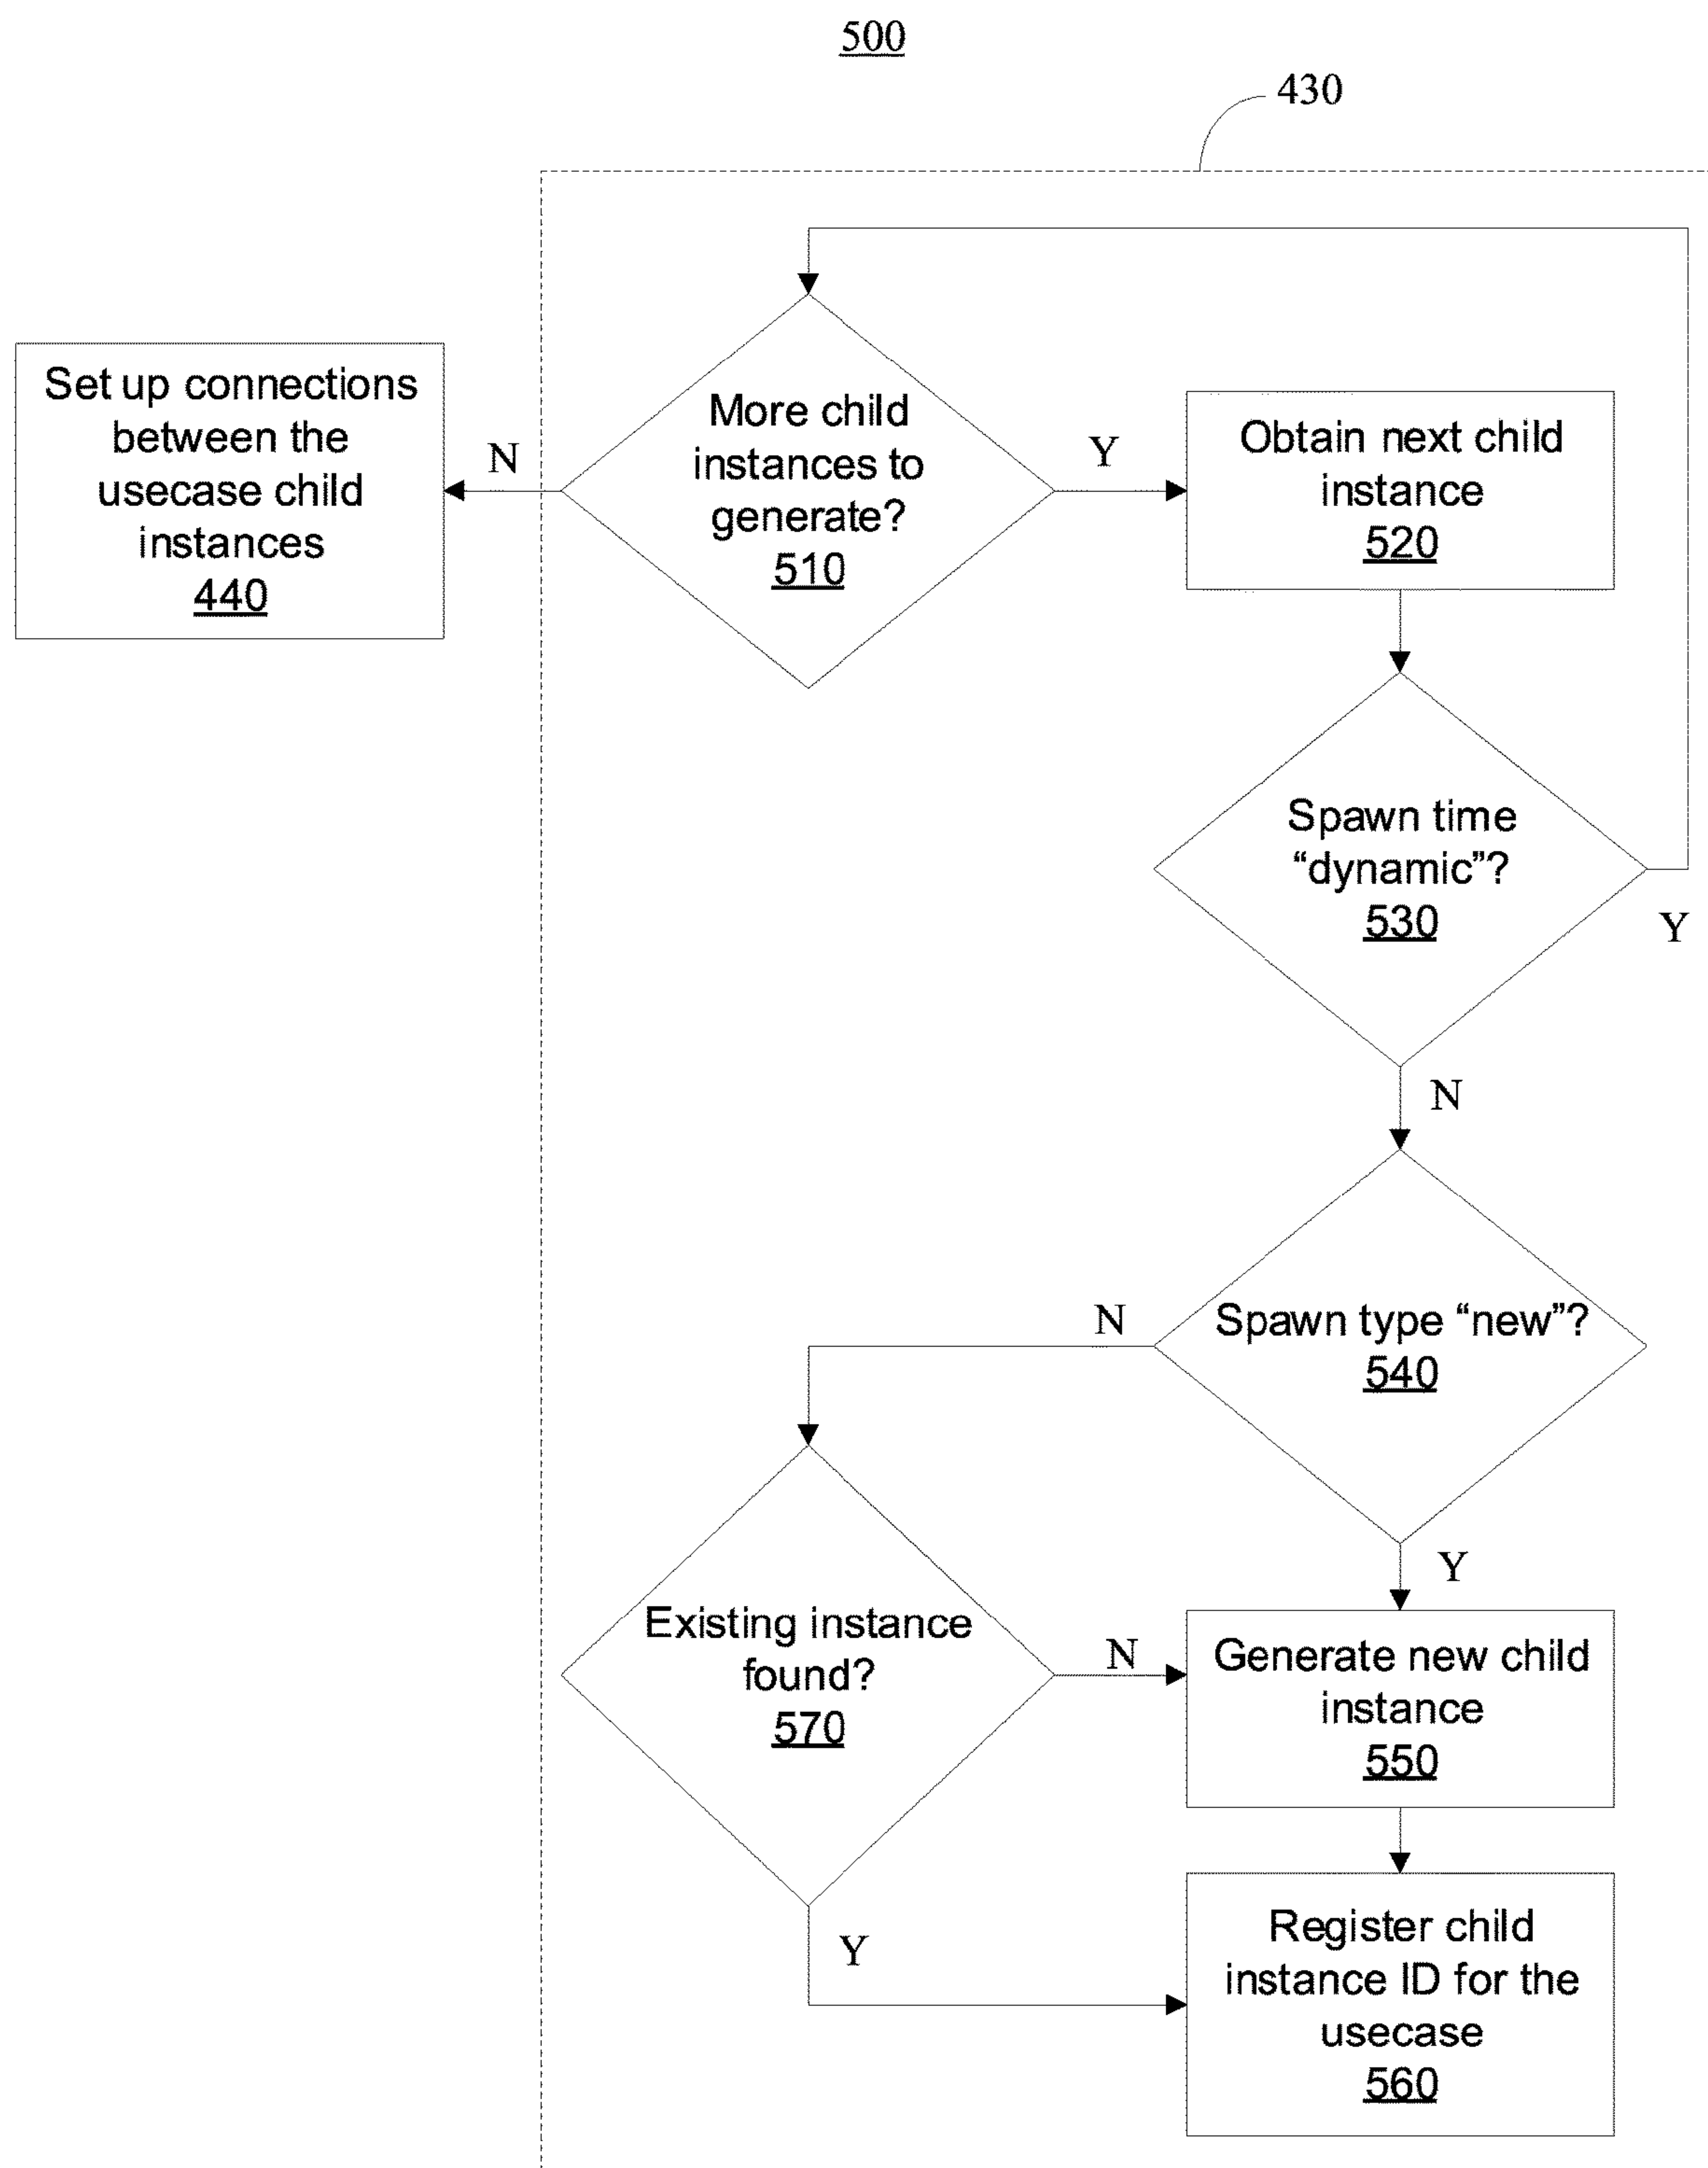 500
430
Set up connections
between the
usecase child
instances
440
N
More child
instances to
generate?
510
Y
Obtain next child
instance
520
Spawn time
“dynamic”?
530
Y
N
Spawn type “new”?
540
N
Y
Existing instance
found?
570
N
Generate new child
instance
550
Y
Register child
instance ID for the
usecase
560